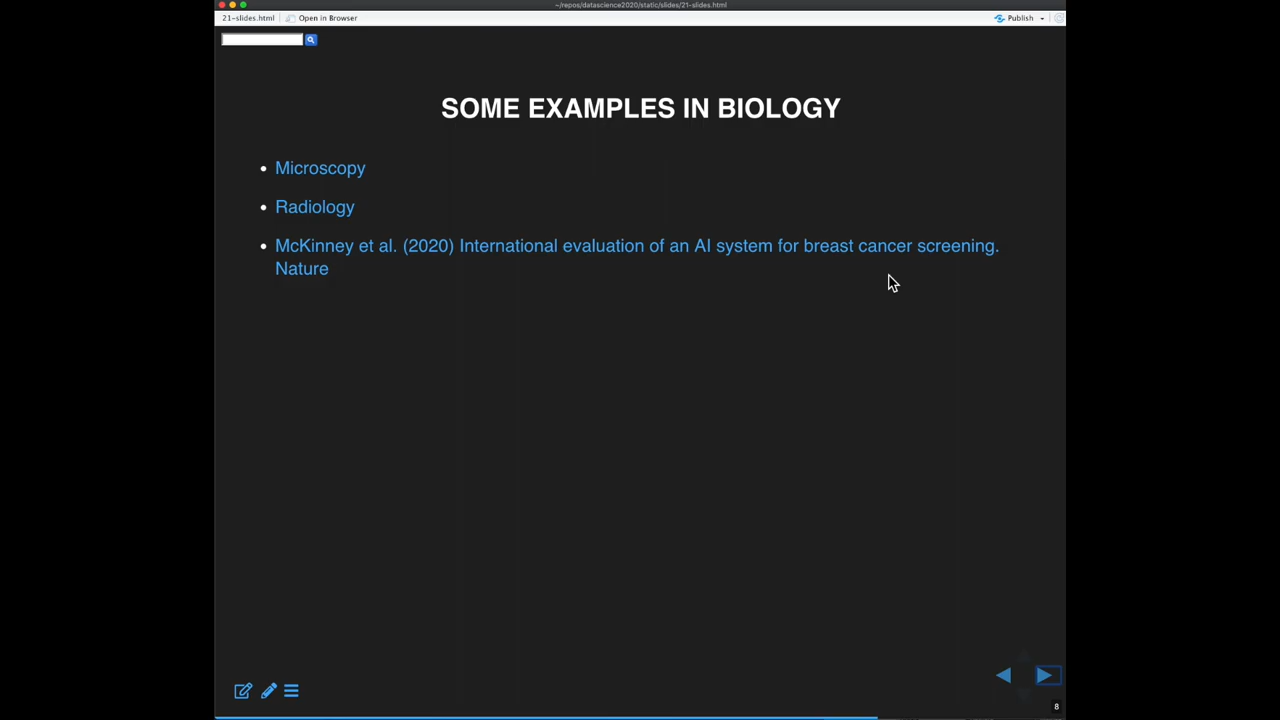 ~/repos/datascience2020/static/slides/21-slides.html
21-slides.html Open in Browser Publish
SOME EXAMPLES IN BIOLOGY
Microscopy
Radiology
McKinney et al. (2020) International evaluation of an AI system for breast cancer screening.
Nature
8